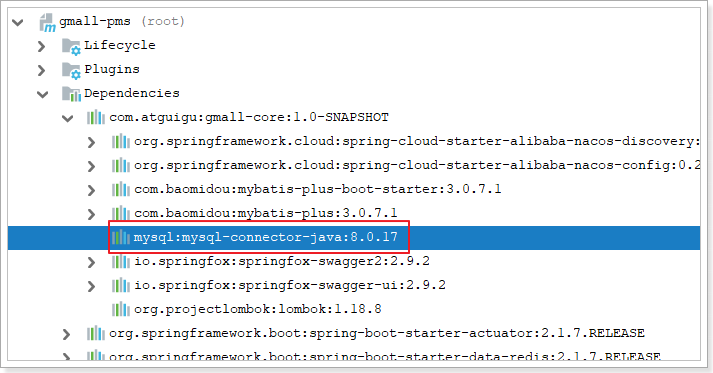 gmall-pms (root)
Lifecycle
Plugins
Dependencies
com.atguigu:gmall-core:1.0-SNAPSHOT
org.springframework.cloud:spring-cloud-starter-alibaba-nacos-discovery:
org.springframework.cloud:spring-cloud-starter-alibaba-nacos-config:0.2
com.baomidou:mybatis-plus-boot-starter:3.0.7.1
com.baomidou:mybatis-plus:3.0.7.1
mysql:mysql-connector-java:8.0.17
io.springfox:springfox-swagger2:2.9.2
io.springfox:springfox-swagger-ui:2.9.2
org.projectlombok:lombok:1.18.8
org.springframework.boot:spring-boot-starter-actuator:2.1.7.RELEASE
org.springframework.boot:spring-boot-starter-data-redis:2.1.7.RELEASE